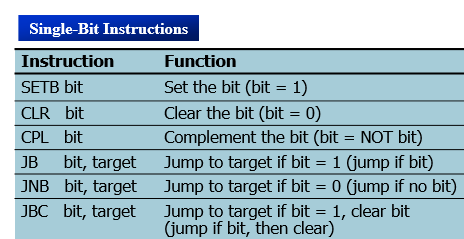 Single-Bit Instructions
Instruction Function
SETB bit Set the bit (bit = 1)
CLR bit Clear the bit (bit = 0)
CPL bit Complement the bit (bit = NOT bit)
JB bit, target Jump to target if bit = 1 (jump if bit)
JNB bit, target Jump to target if bit = 0 (jump if no bit)
JBC bit, target Jump to target if bit = 1, clear bit
(jump if bit, then clear)